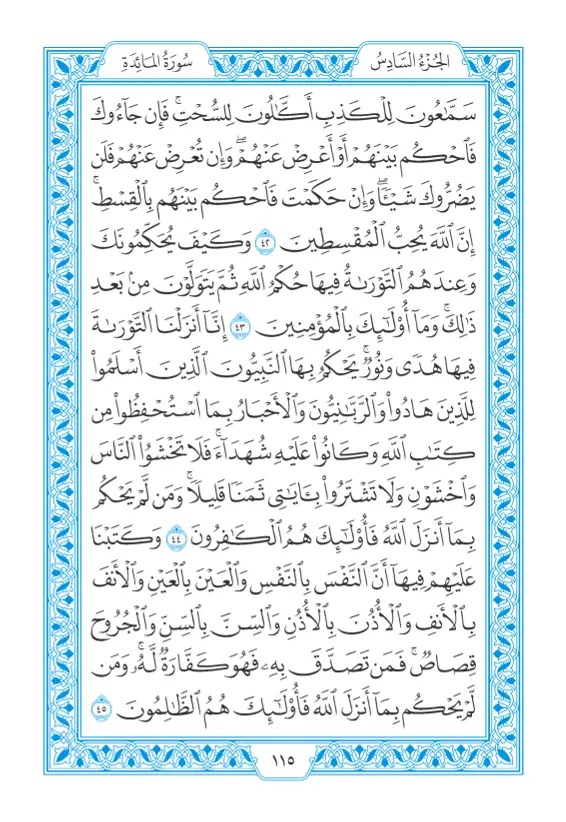 الجُزْءُ السَّادِسُ
سُورَةُ المَائِدَةِ
سَمَّٰعُونَ لِلۡكَذِبِ أَكَّٰلُونَ لِلسُّحۡتِۚ فَإِن جَآءُوكَ
فَٱحۡكُم بَيۡنَهُمۡ أَوۡ أَعۡرِضۡ عَنۡهُمۡۖ وَإِن تُعۡرِضۡ عَنۡهُمۡ فَلَن
يَضُرُّوكَ شَيۡـٔٗاۖ وَإِنۡ حَكَمۡتَ فَٱحۡكُم بَيۡنَهُم بِٱلۡقِسۡطِۚ
إِنَّ ٱللَّهَ يُحِبُّ ٱلۡمُقۡسِطِينَ ٤٢ وَكَيۡفَ يُحَكِّمُونَكَ
وَعِندَهُمُ ٱلتَّوۡرَىٰةُ فِيهَا حُكۡمُ ٱللَّهِ ثُمَّ يَتَوَلَّوۡنَ مِنۢ بَعۡدِ
ذَٰلِكَۚ وَمَآ أُوْلَٰٓئِكَ بِٱلۡمُؤۡمِنِينَ ٤٣ إِنَّآ أَنزَلۡنَا ٱلتَّوۡرَىٰةَ
فِيهَا هُدٗى وَنُورٞۚ يَحۡكُمُ بِهَا ٱلنَّبِيُّونَ ٱلَّذِينَ أَسۡلَمُواْ
لِلَّذِينَ هَادُواْ وَٱلرَّبَّٰنِيُّونَ وَٱلۡأَحۡبَارُ بِمَا ٱسۡتُحۡفِظُواْ مِن
كِتَٰبِ ٱللَّهِ وَكَانُواْ عَلَيۡهِ شُهَدَآءَۚ فَلَا تَخۡشَوُاْ ٱلنَّاسَ
وَٱخۡشَوۡنِ وَلَا تَشۡتَرُواْ بِـَٔايَٰتِي ثَمَنٗا قَلِيلٗاۚ وَمَن لَّمۡ يَحۡكُم
بِمَآ أَنزَلَ ٱللَّهُ فَأُوْلَٰٓئِكَ هُمُ ٱلۡكَٰفِرُونَ ٤٤ وَكَتَبۡنَا
عَلَيۡهِمۡ فِيهَآ أَنَّ ٱلنَّفۡسَ بِٱلنَّفۡسِ وَٱلۡعَيۡنَ بِٱلۡعَيۡنِ وَٱلۡأَنفَ
بِٱلۡأَنفِ وَٱلۡأُذُنَ بِٱلۡأُذُنِ وَٱلسِّنَّ بِٱلسِّنِّ وَٱلۡجُرُوحَ
قِصَاصٞۚ فَمَن تَصَدَّقَ بِهِۦ فَهُوَ كَفَّارَةٞ لَّهُۥۚ وَمَن
لَّمۡ يَحۡكُم بِمَآ أَنزَلَ ٱللَّهُ فَأُوْلَٰٓئِكَ هُمُ ٱلظَّٰلِمُونَ ٤٥
١١٥